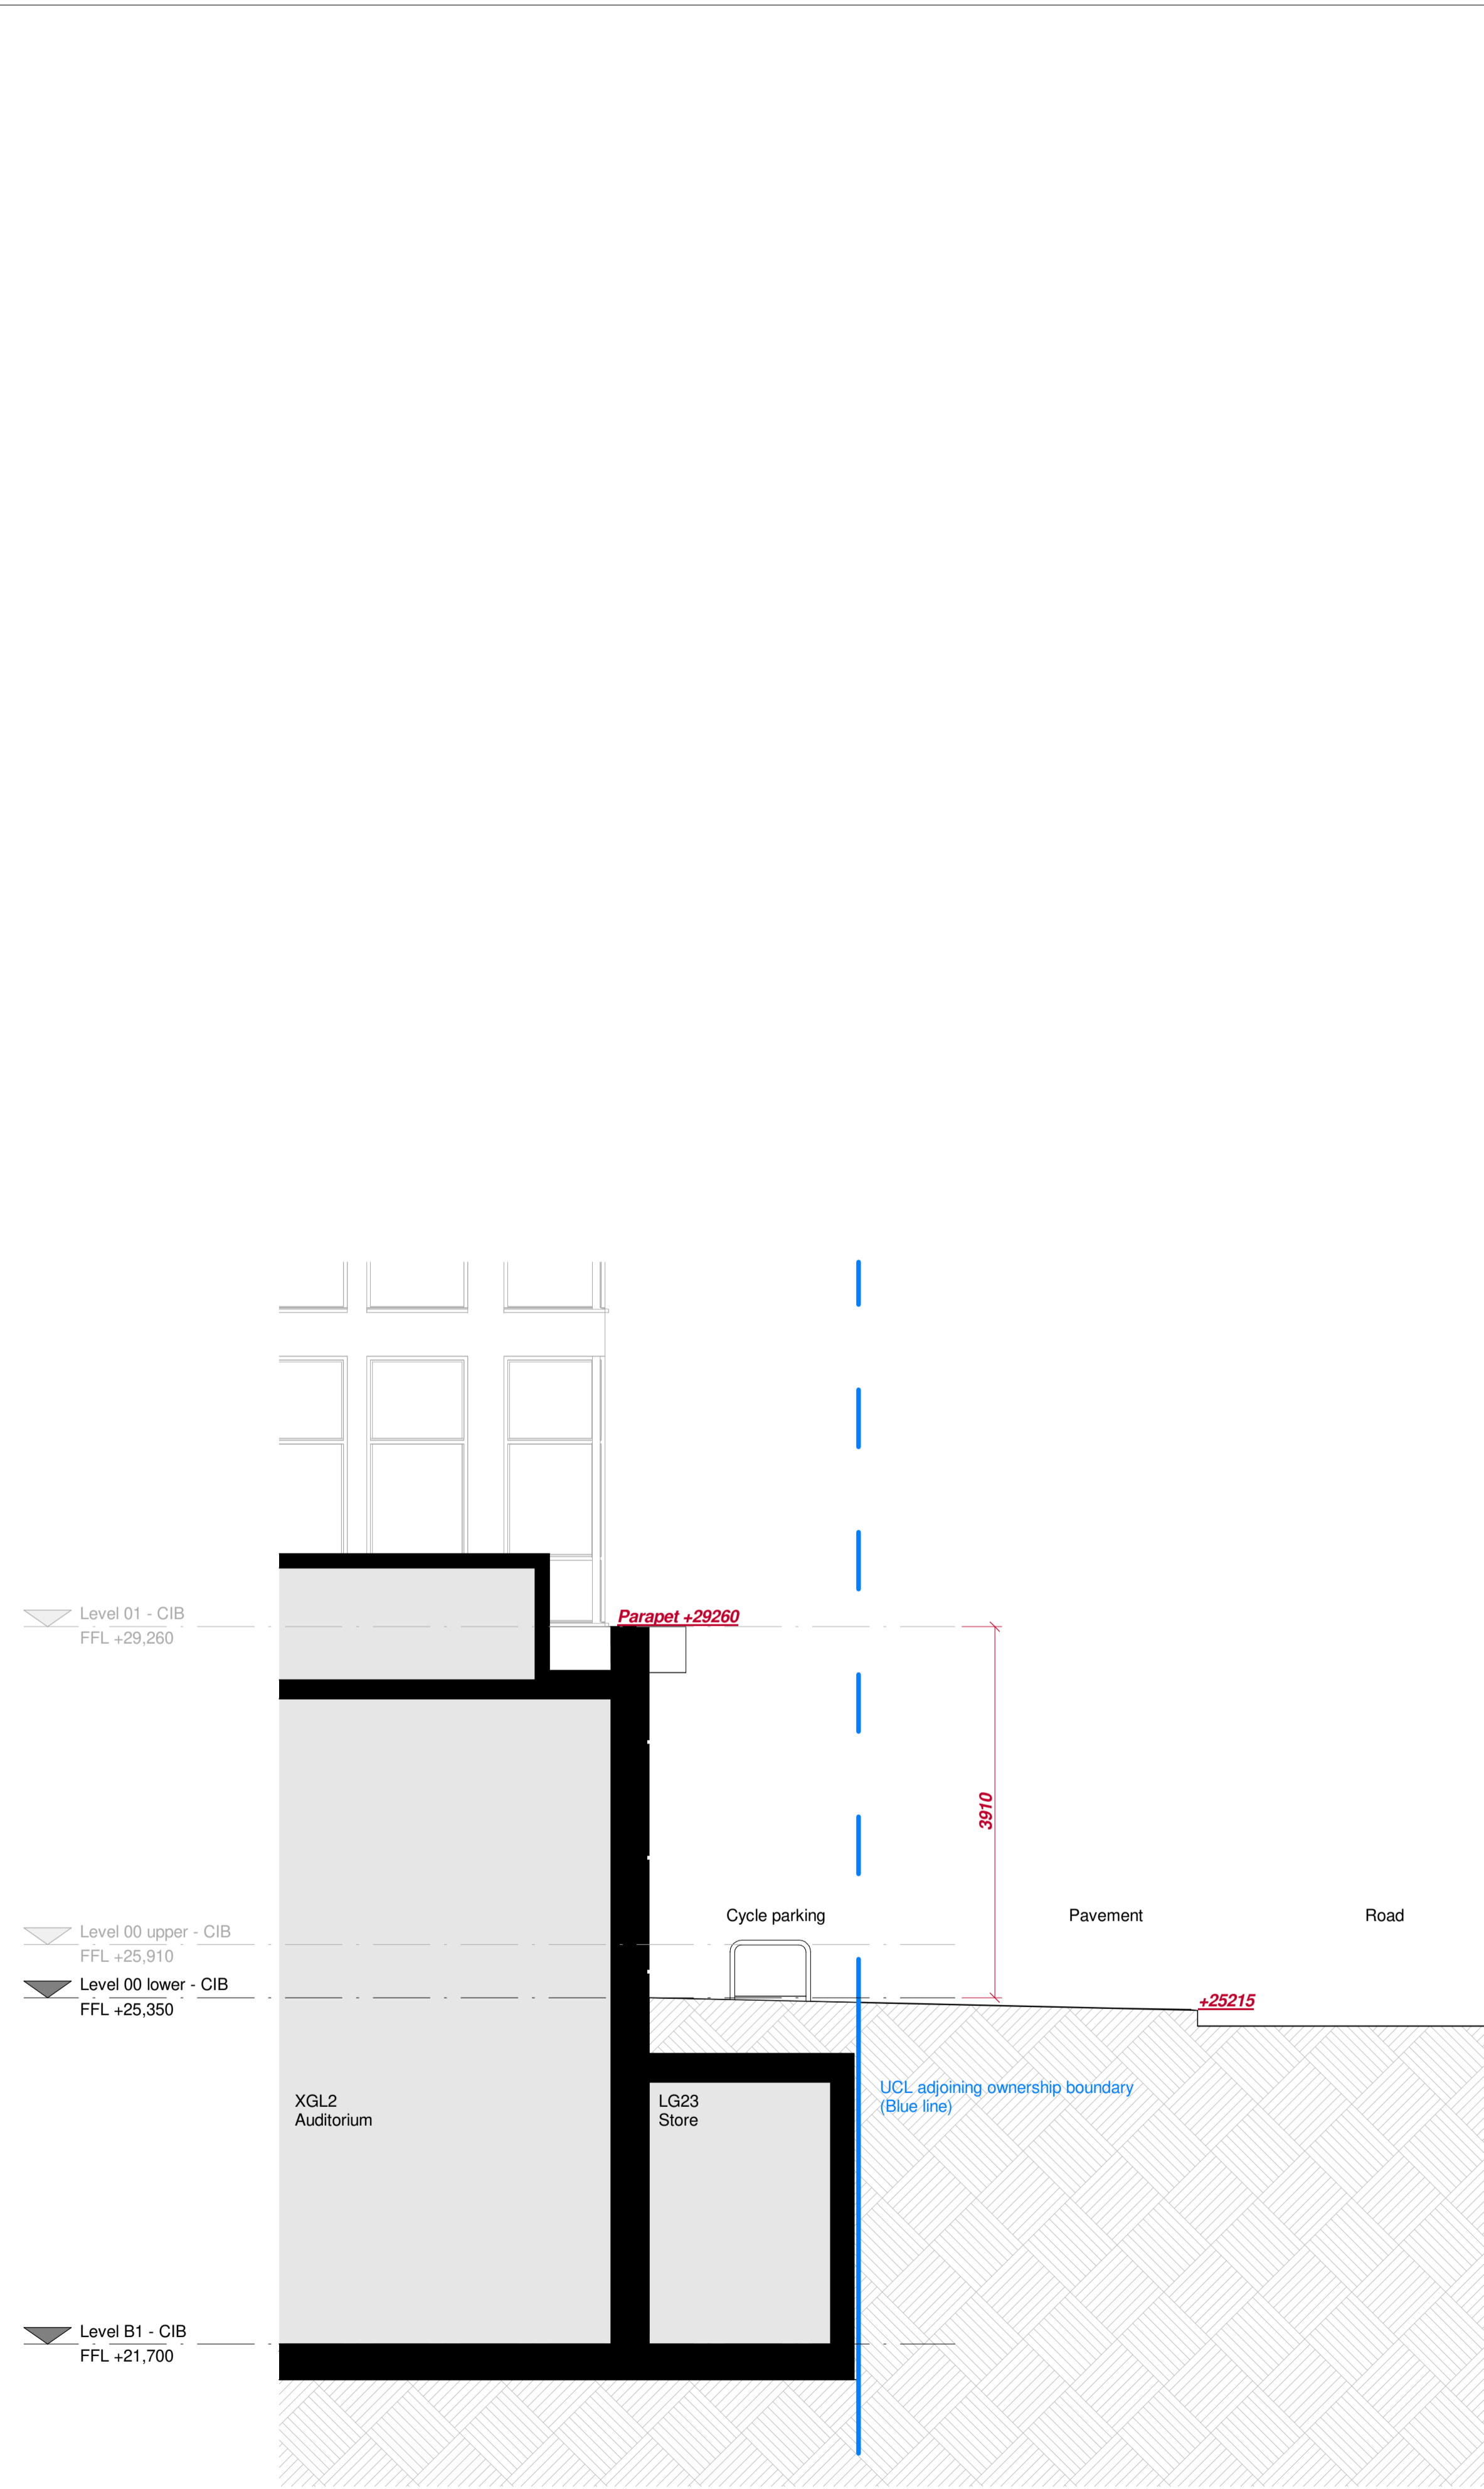 Parapet +29260
Level 01 - CIB
FFL +29,260
3910
Cycle parking
Pavement
Road
Level 00 upper - CIB
FFL +25,910
Level 00 lower - CIB
FFL +25,350
+25215
UCL adjoining ownership boundary
(Blue line)
XGL2
Auditorium
LG23
Store
Level B1 - CIB
FFL +21,700